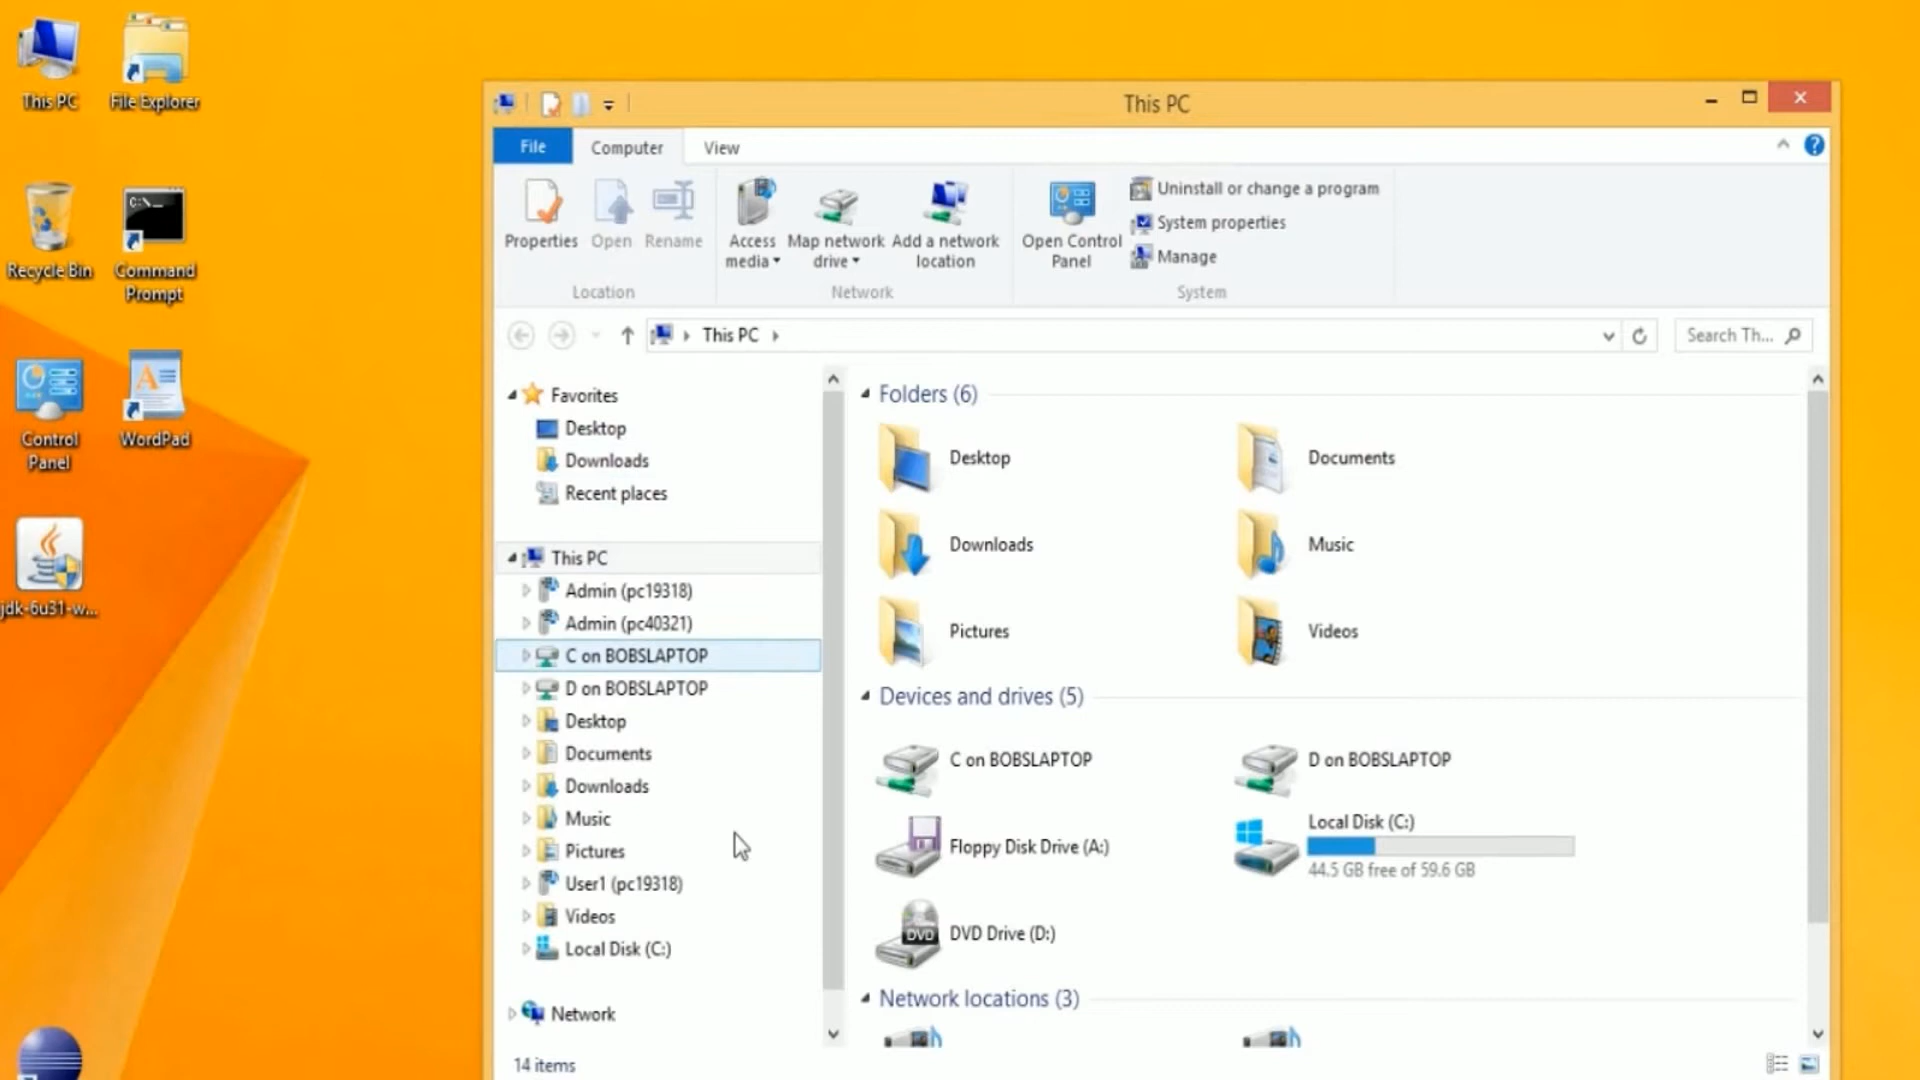 This PC
File Explorer
Recycle Bin
Command
Prompt
C:\
Control
Panel
WordPad
jdk-6u31-w...
This PC
File
Computer
View
Properties
Open
Rename
Location
Access
media
Map network
drive
Add a network
location
Network
Open Control
Panel
Uninstall or change a program
System properties
Manage
System
This PC
Search Th...
Favorites
Desktop
Downloads
Recent places
This PC
Admin (pc19318)
Admin (pc40321)
C on BOBSLAPTOP
D on BOBSLAPTOP
Desktop
Documents
Downloads
Music
Pictures
User1 (pc19318)
Videos
Local Disk (C:)
Network
Folders (6)
Desktop
Documents
Downloads
Music
Pictures
Videos
Devices and drives (5)
C on BOBSLAPTOP
D on BOBSLAPTOP
Floppy Disk Drive (A:)
Local Disk (C:)
44.5 GB free of 59.6 GB
DVD
DVD Drive (D:)
Network locations (3)
14 items